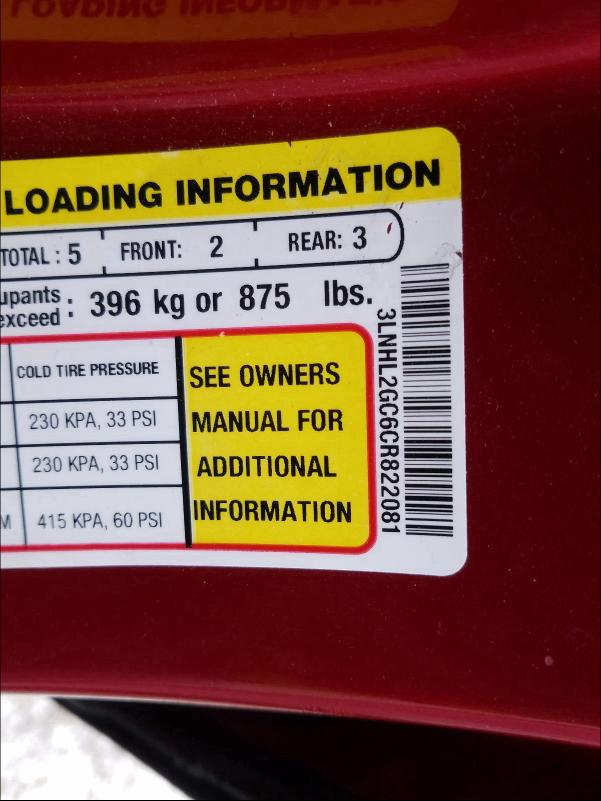 LOADING INFORMATION
TOTAL : 5 FRONT: 2 REAR: 3
upants
exceed : 396 kg or 875 lbs.
COLD TIRE PRESSURE
230 KPA, 33 PSI
230 KPA, 33 PSI
M 415 KPA, 60 PSI
SEE OWNERS
MANUAL FOR
ADDITIONAL
INFORMATION
3LNHL2GC6CR822081